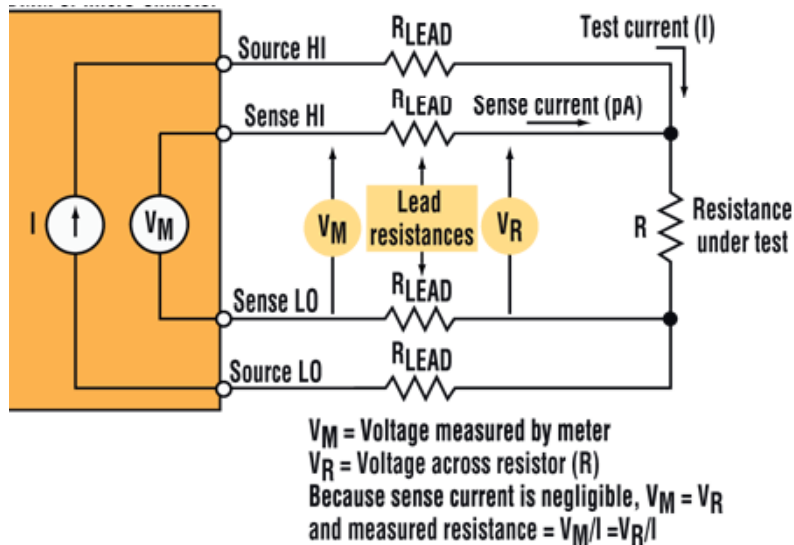 Source HI
RLEAD
Test current (I)
Sense HI
RLEAD
Sense current (pA)
I
VM
VM
Lead
resistances
VR
R
Resistance
under test
Sense LO
RLEAD
Source LO
RLEAD
VM = Voltage measured by meter
VR = Voltage across resistor (R)
Because sense current is negligible, VM = VR
and measured resistance = VM/I =VR/I